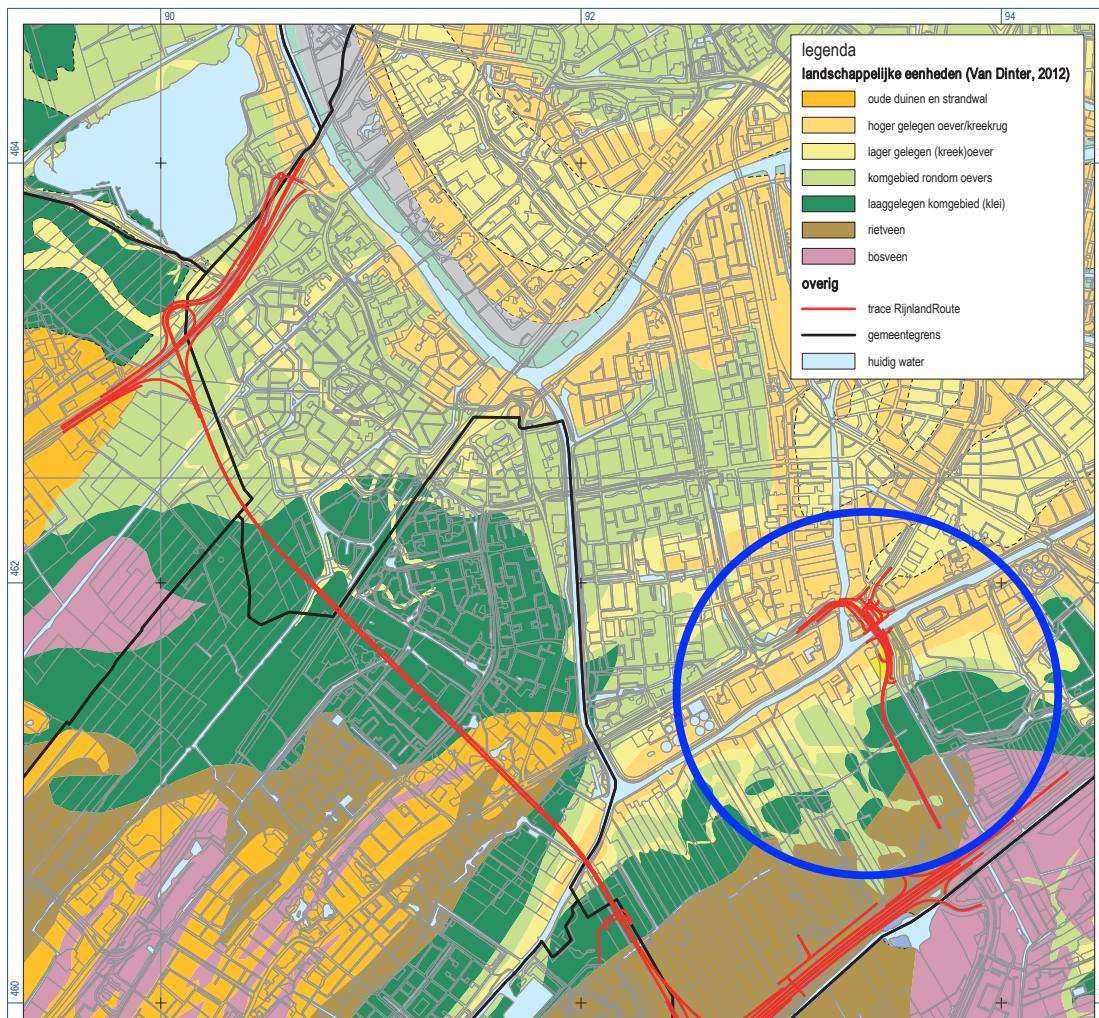 90
92
94
464
462
460
legenda
landschappelijke eenheden (Van Dinter, 2012)
oude duinen en strandwal
hoger gelegen oever/kreekrug
lager gelegen (kreek)oever
komgebied rondom oevers
laaggelegen komgebied (klei)
rietveen
bosveen
overig
trace RijnlandRoute
gemeentegrens
huidig water